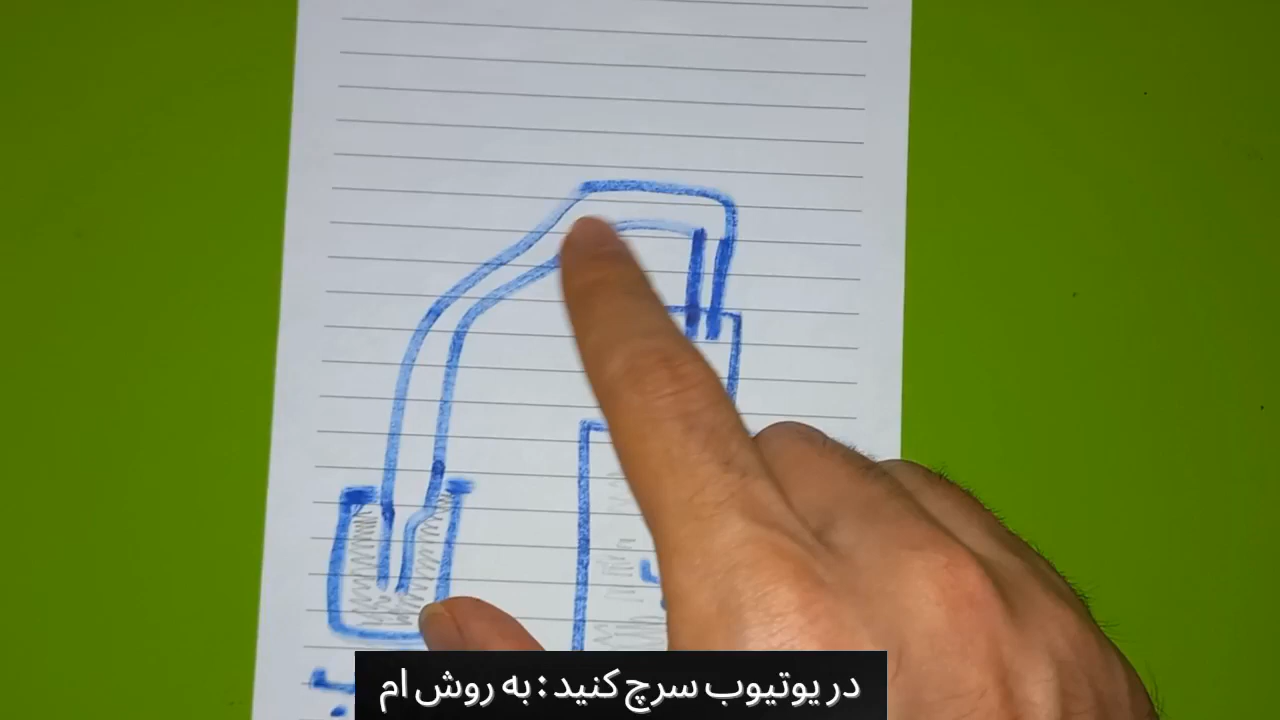 در یوتیوب سرچ کنید : به روش ام